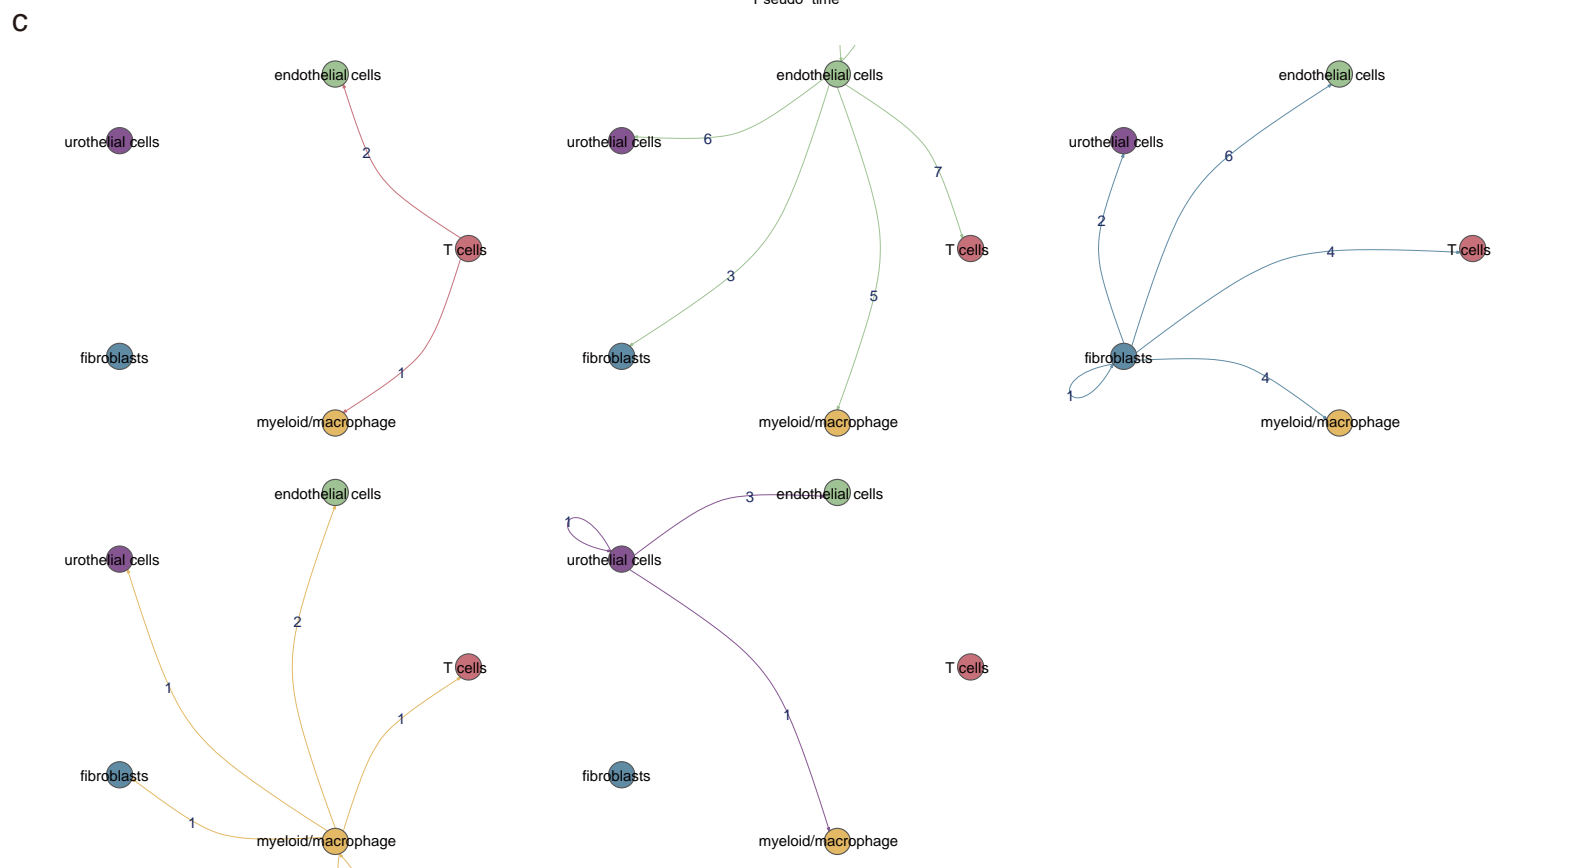 Pseudo-time
C
endothelial cells
urothelial cells
2
T cells
fibroblasts
1
myeloid/macrophage
endothelial cells
urothelial cells
6
7
T cells
3
5
fibroblasts
myeloid/macrophage
endothelial cells
urothelial cells
6
2
4
T cells
fibroblasts
1
4
myeloid/macrophage
endothelial cells
urothelial cells
2
T cells
1
1
fibroblasts
1
myeloid/macrophage
3
endothelial cells
1
urothelial cells
T cells
1
fibroblasts
myeloid/macrophage